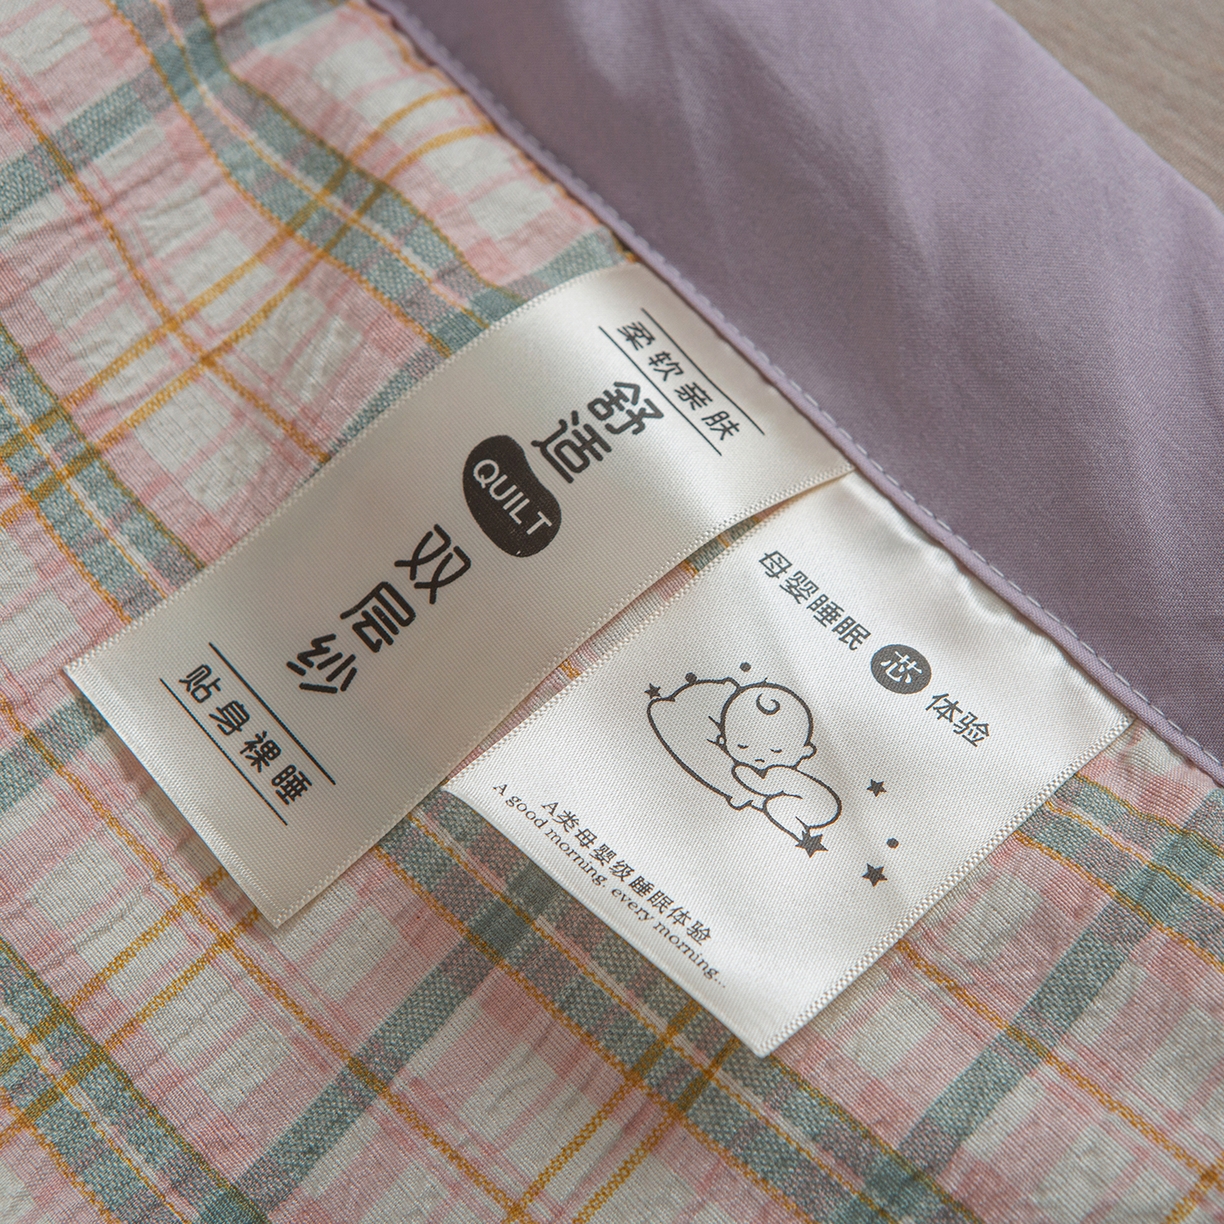 柔软亲肤
舒适
QUILT
双层纱
贴身裸睡
母婴睡眠芯体验
A类母婴级睡眠体验
A good morning, every morning...